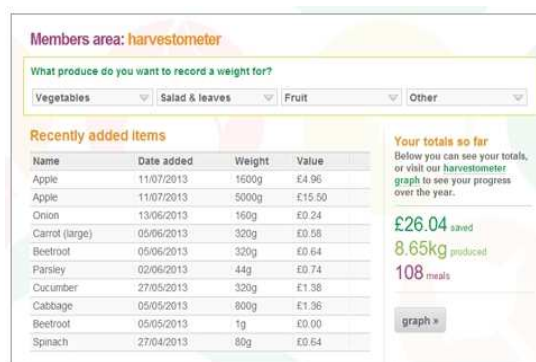 Members area: harvestometer
What produce do you want to record a weight for?
Vegetables Salad & leaves Fruit Other
Recently added items
Name Date added Weight Value
Apple 11/07/2013 1600g £4.96
Apple 11/07/2013 5000g £15.50
Onion 13/06/2013 160g £0.24
Carrot (large) 05/06/2013 320g £0.58
Beetroot 05/06/2013 320g £0.64
Parsley 02/06/2013 44g £0.74
Cucumber 27/05/2013 320g £1.38
Cabbage 05/05/2013 800g £1.36
Beetroot 05/05/2013 1g £0.00
Spinach 27/04/2013 80g £0.64
Your totals so far
Below you can see your totals,
or visit our harvestometer
graph to see your progress
over the year.
£26.04 saved
8.65kg produced
108 meals
graph »